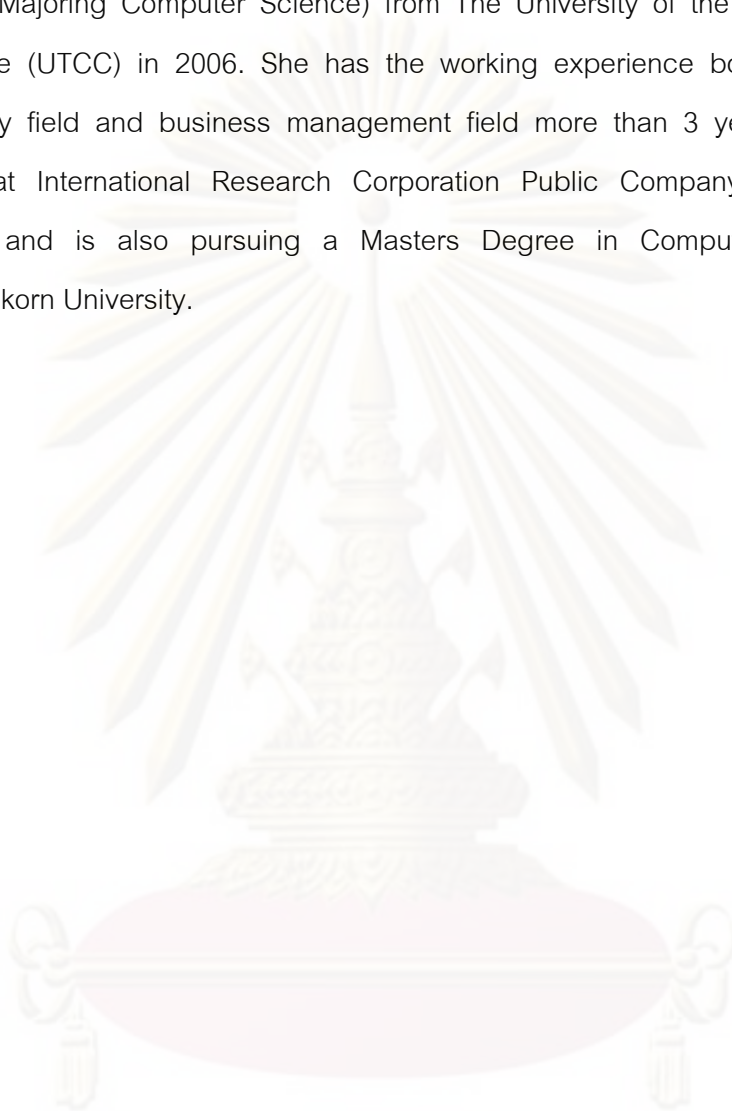 Majoring Computer Science) from The University of the
e (UTCC) in 2006. She has the working experience bo
y field and business management field more than 3 ye
at International Research Corporation Public Company
and is also pursuing a Masters Degree in Compu
korn University.